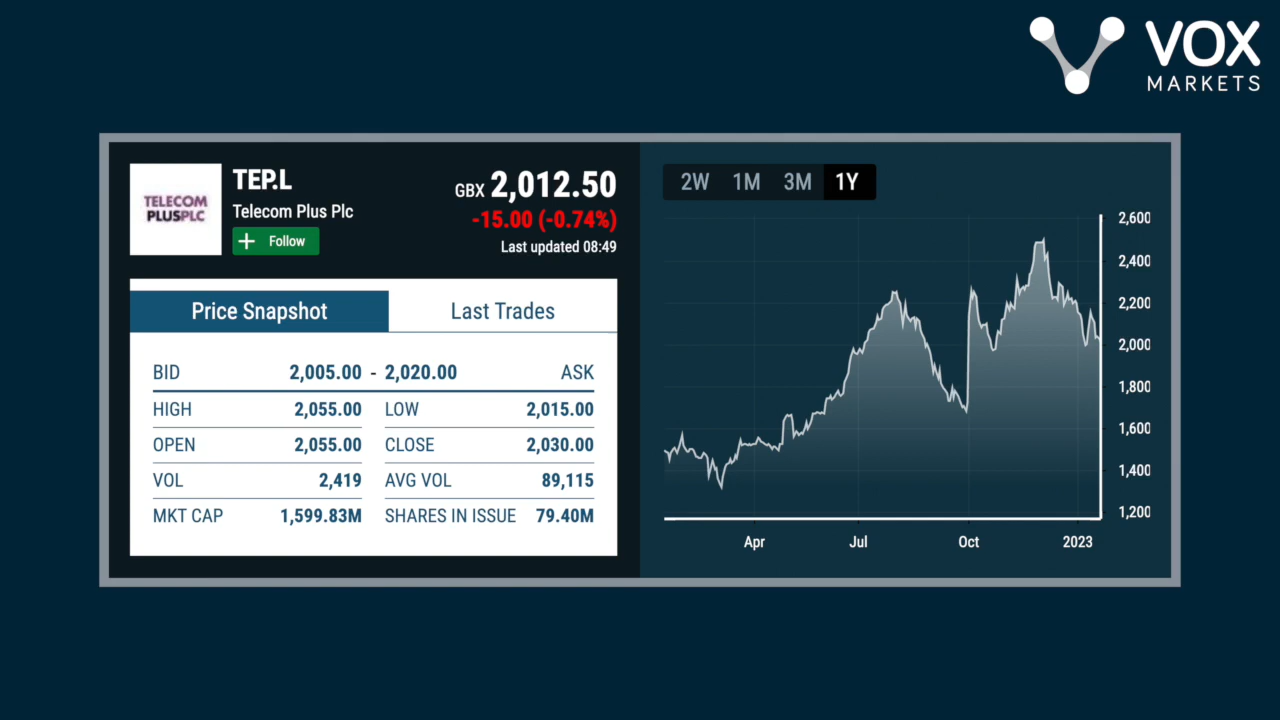 VOX
MARKETS
TELECOM
PLUSPLC
TEP.L
Telecom Plus Plc
+ Follow
GBX 2,012.50
-15.00 (-0.74%)
Last updated 08:49
Price Snapshot
Last Trades
BID 2,005.00 - 2,020.00 ASK
HIGH 2,055.00 LOW 2,015.00
OPEN 2,055.00 CLOSE 2,030.00
VOL 2,419 AVG VOL 89,115
MKT CAP 1,599.83M SHARES IN ISSUE 79.40M
2W 1M 3M 1Y
2,600
2,400
2,200
2,000
1,800
1,600
1,400
1,200
Apr Jul Oct 2023